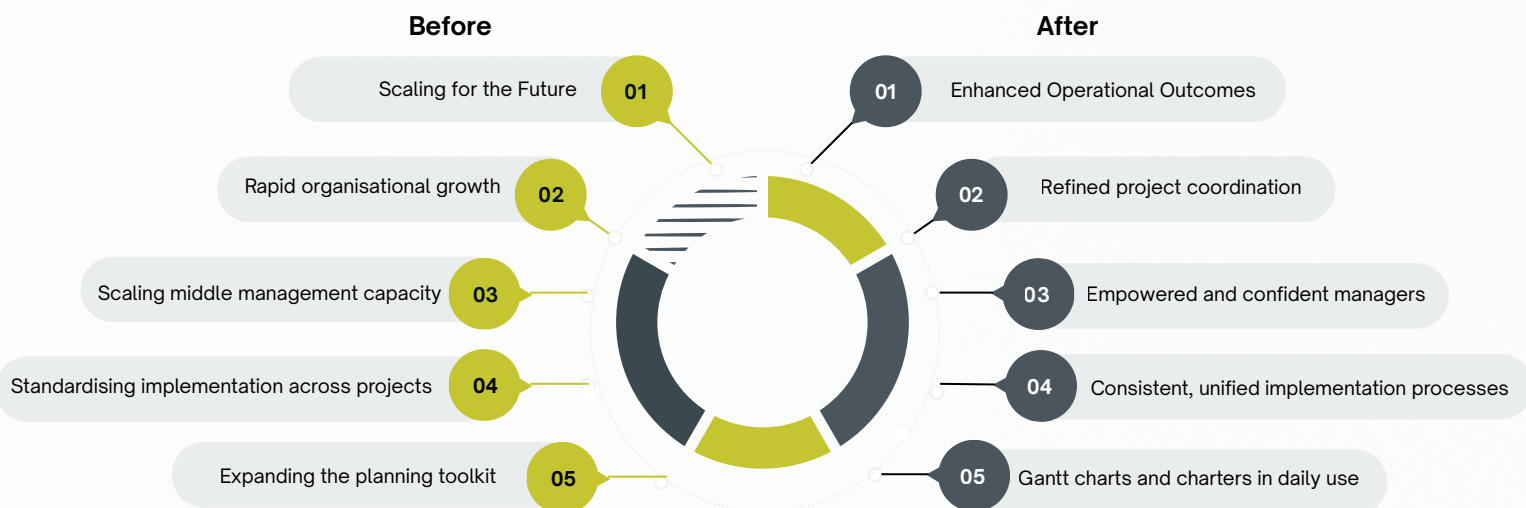 Before
After
Scaling for the Future
01
01
Enhanced Operational Outcomes
Rapid organisational growth
02
02
Refined project coordination
Scaling middle management capacity
03
03
Empowered and confident managers
Standardising implementation across projects
04
04
Consistent, unified implementation processes
Expanding the planning toolkit
05
05
Gantt charts and charters in daily use